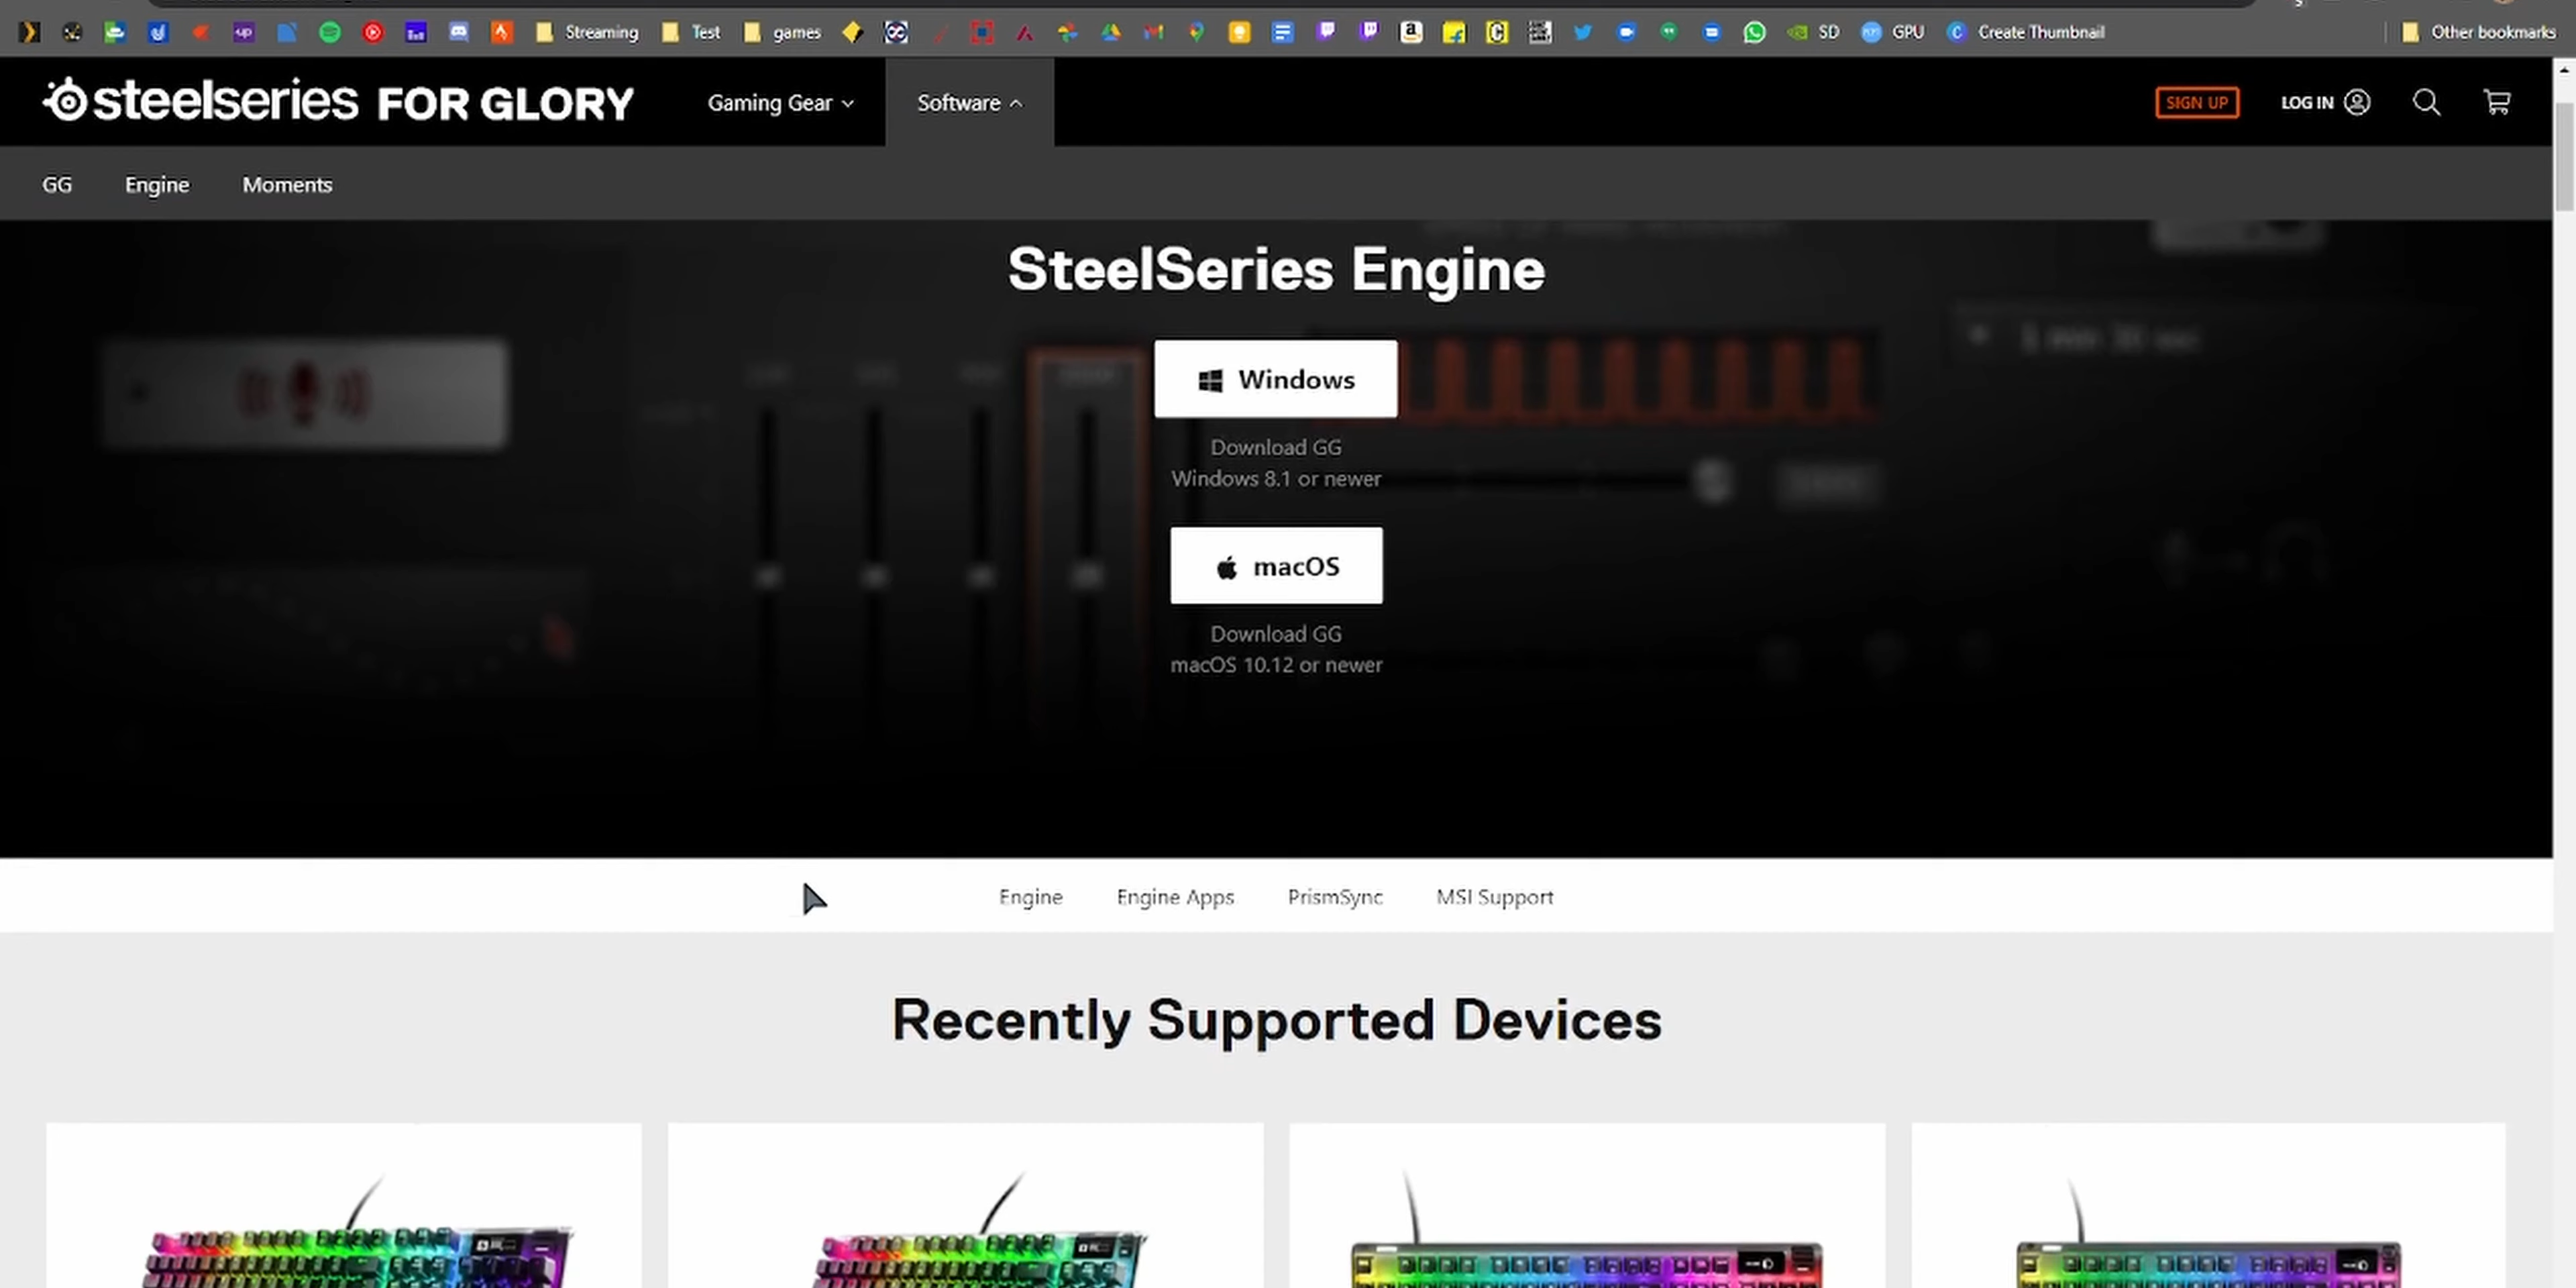 Streaming Test games SD GPU Create Thumbnail Other bookmarks
steelseries FOR GLORY Gaming Gear Software SIGN UP LOG IN
GG Engine Moments
SteelSeries Engine
Windows
Download GG
Windows 8.1 or newer
macOS
Download GG
macOS 10.12 or newer
Engine Engine Apps PrismSync MSI Support
Recently Supported Devices